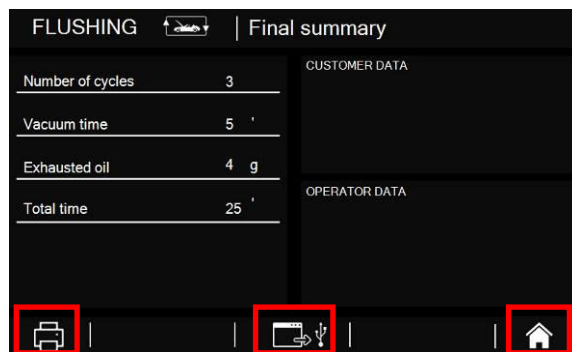 FLUSHING
Final summary
Number of cycles 3
Vacuum time 5 '
Exhausted oil 4 g
Total time 25 '
CUSTOMER DATA
OPERATOR DATA